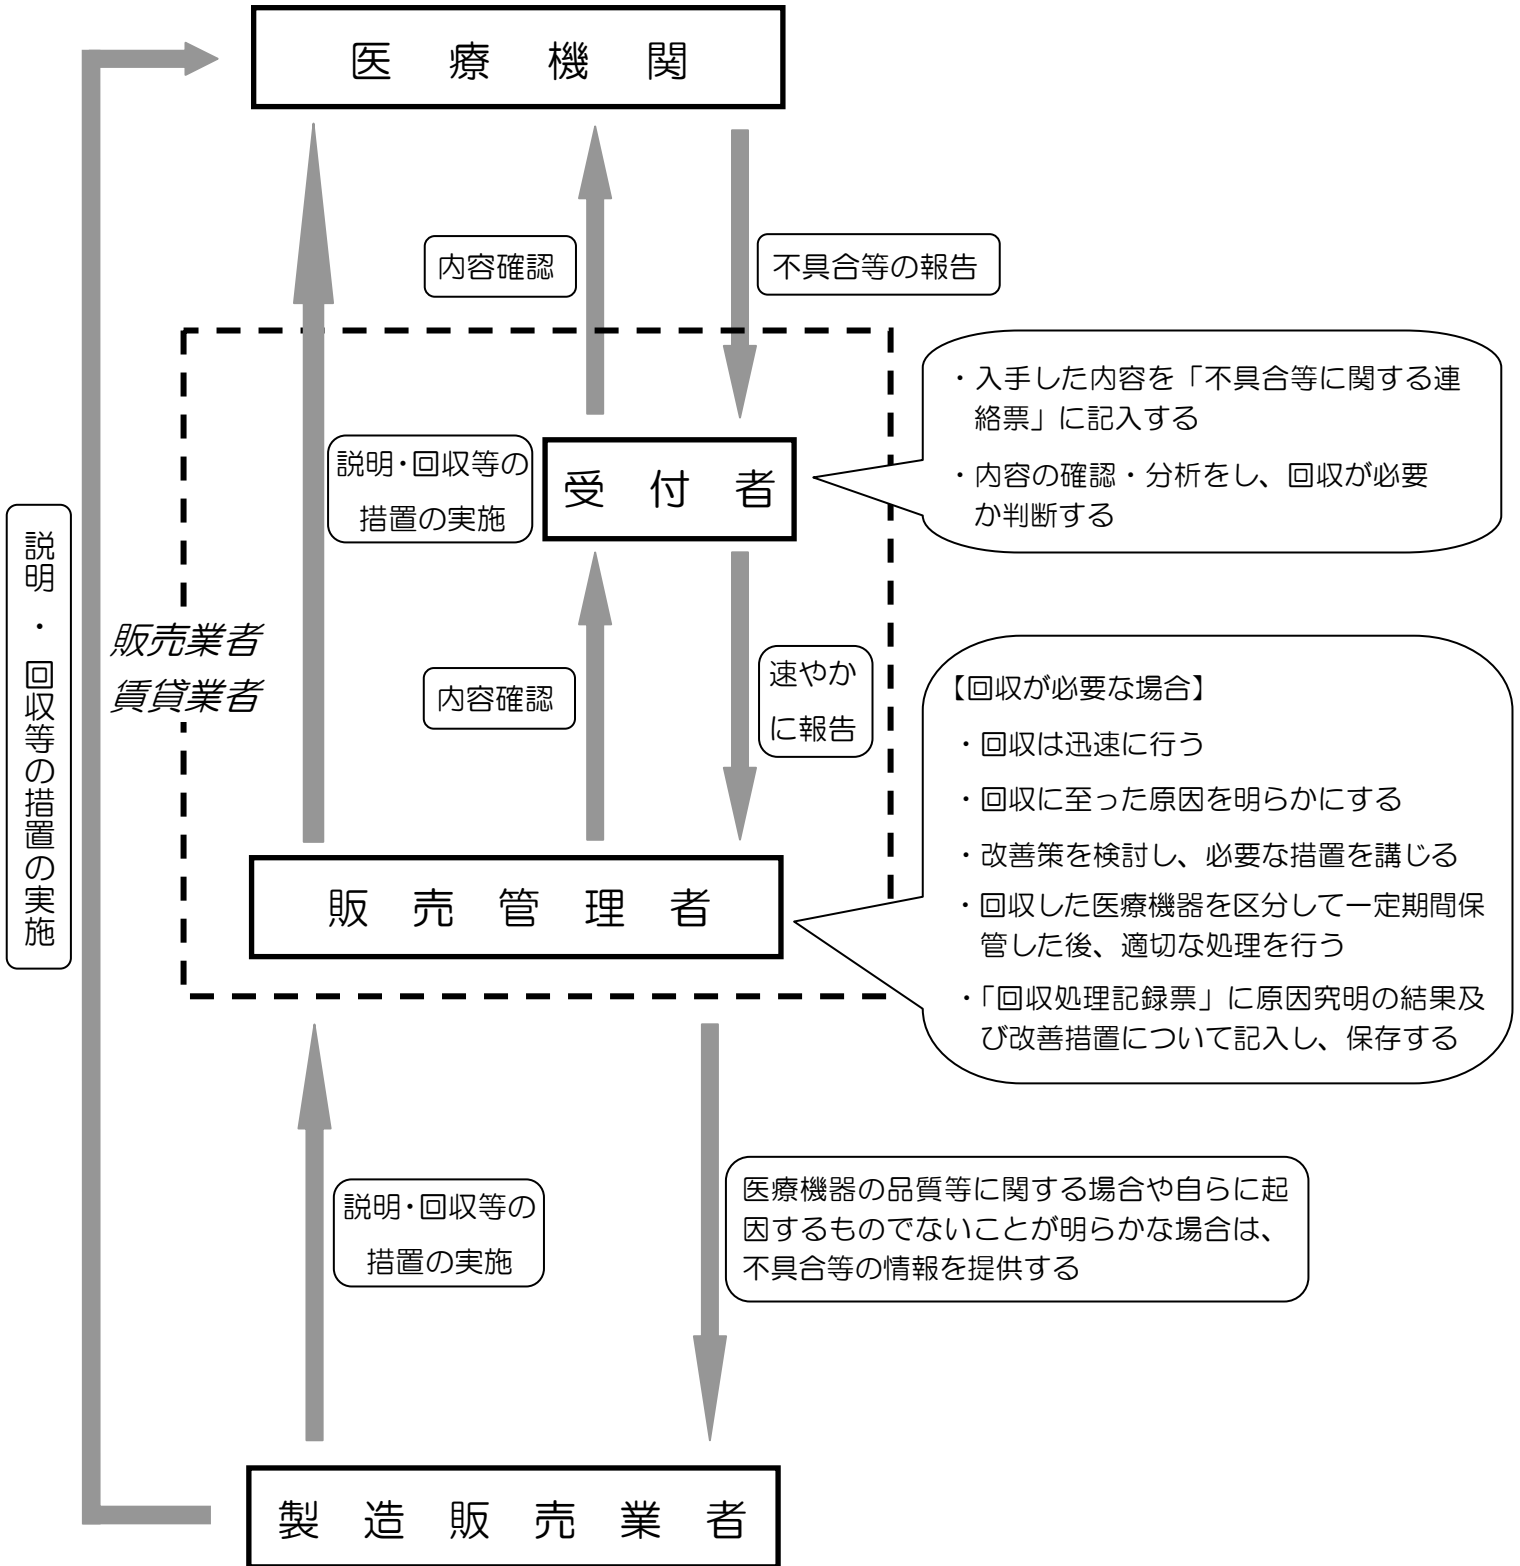 医療機関
内容確認
不具合等の報告
・入手した内容を「不具合等に関する連
絡票」に記入する
・内容の確認・分析をし、回収が必要
か判断する
説明・回収等の
措置の実施
受付者
説明・回収等の措置の実施
販売業者
賃貸業者
内容確認
速やか
に報告
【回収が必要な場合】
・回収は迅速に行う
・回収に至った原因を明らかにする
・改善策を検討し、必要な措置を講じる
・回収した医療機器を区分して一定期間保
管した後、適切な処理を行う
・「回収処理記録票」に原因究明の結果及
び改善措置について記入し、保存する
販売管理者
説明・回収等の
措置の実施
医療機器の品質等に関する場合や自らに起
因するものでないことが明らかな場合は、
不具合等の情報を提供する
製造販売業者